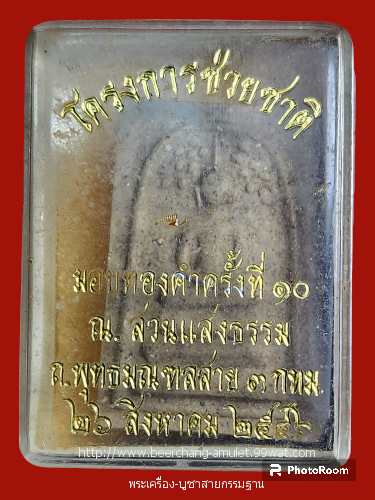 โครงการช่วยชาติ
มอบทองคำครั้งที่ ๑๐
ณ. สวนแสงธรรม
ถ.พุทธมณฑลสาย ๓ กทม.
๒๖ สิงหาคม ๒๕๔๖
http://www.beerchang-amulet.99wat.com
PhotoRoom
พระเครื่อง-บูชาสายกรรมฐาน